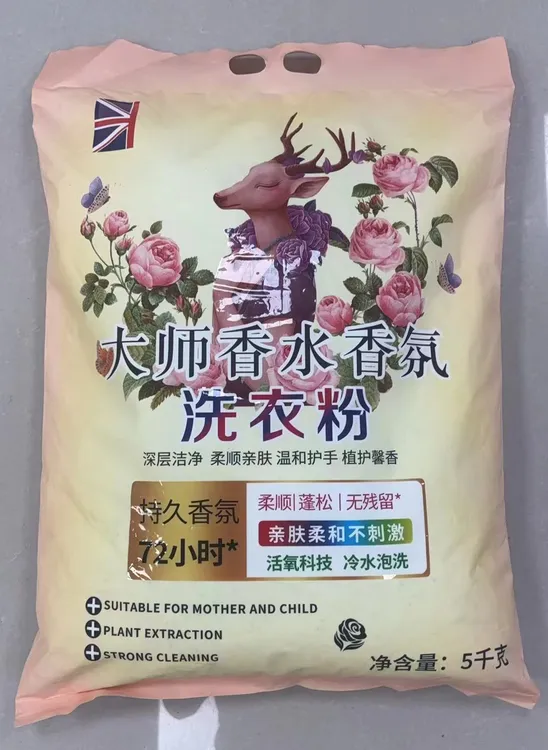 大师香水香氛
洗衣粉
深层洁净 柔顺亲肤 温和护手 植护馨香
持久香氛
72小时*
柔顺|蓬松|无残留*
亲肤柔和不刺激
活氧科技 冷水泡洗
SUITABLE FOR MOTHER AND CHILD
PLANT EXTRACTION
STRONG CLEANING
净含量：5千克